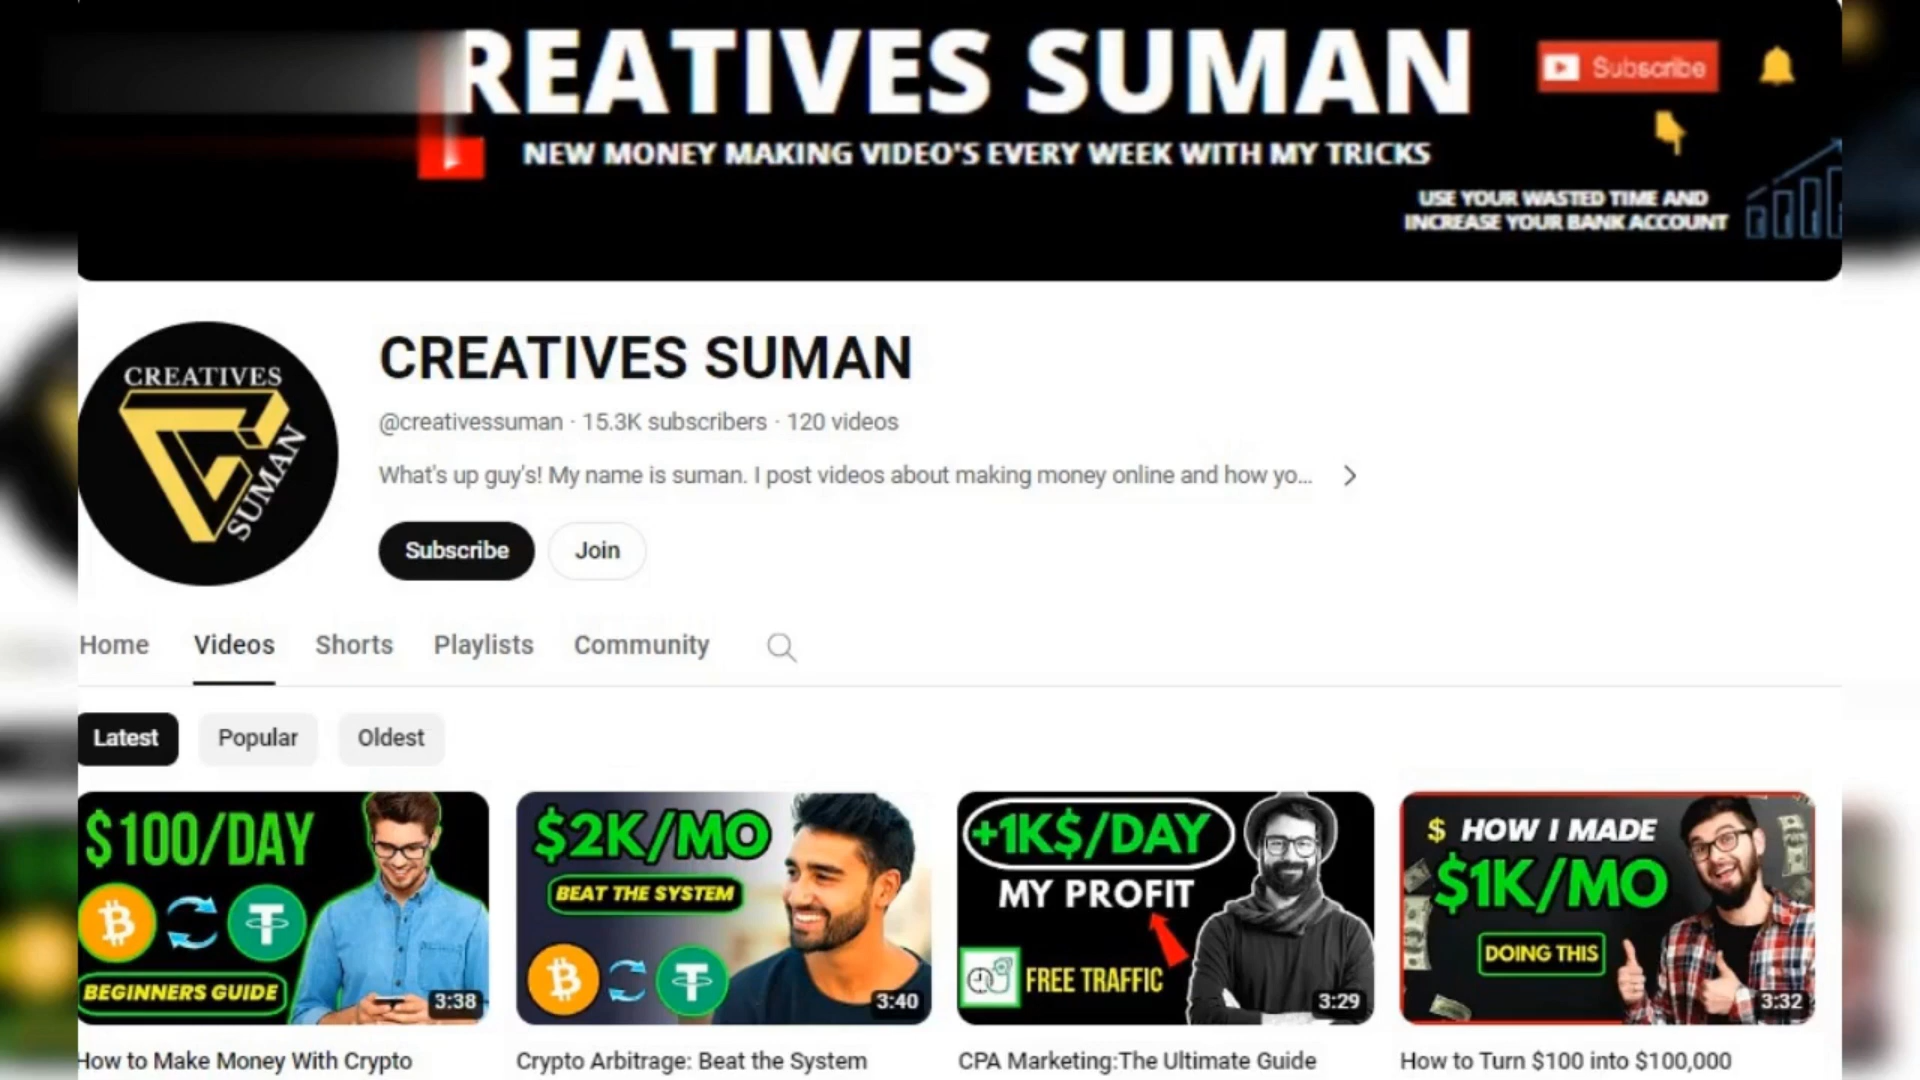 REATIVES SUMAN
Subscribe
NEW MONEY MAKING VIDEO'S EVERY WEEK WITH MY TRICKS
USE YOUR WASTED TIME AND
INCREASE YOUR BANK ACCOUNT
CREATIVES
SUMAN
CREATIVES SUMAN
@creativessuman · 15.3K subscribers · 120 videos
What's up guy's! My name is suman. I post videos about making money online and how yo...
Subscribe
Join
Home
Videos
Shorts
Playlists
Community
Latest
Popular
Oldest
$100/DAY
BEGINNERS GUIDE
3:38
$2K/MO
BEAT THE SYSTEM
3:40
+1K$/DAY
MY PROFIT
FREE TRAFFIC
3:29
$ HOW I MADE
$1K/MO
DOING THIS
3:32
How to Make Money With Crypto
Crypto Arbitrage: Beat the System
CPA Marketing:The Ultimate Guide
How to Turn $100 into $100,000